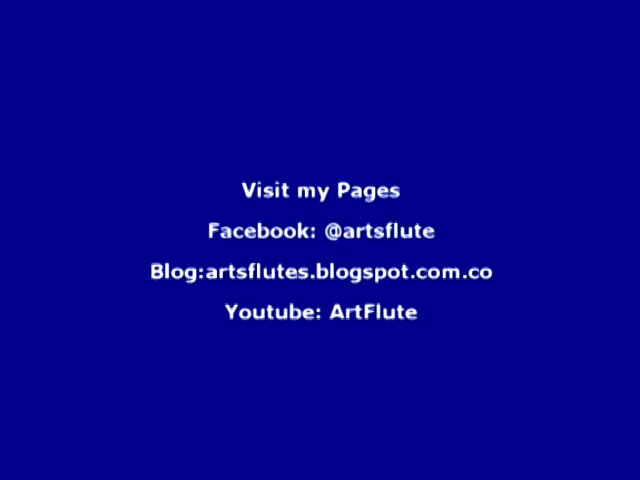 Visit my Pages
Facebook: @artsflute
Blog:artsflutes.blogspot.com.co
Youtube: ArtFlute